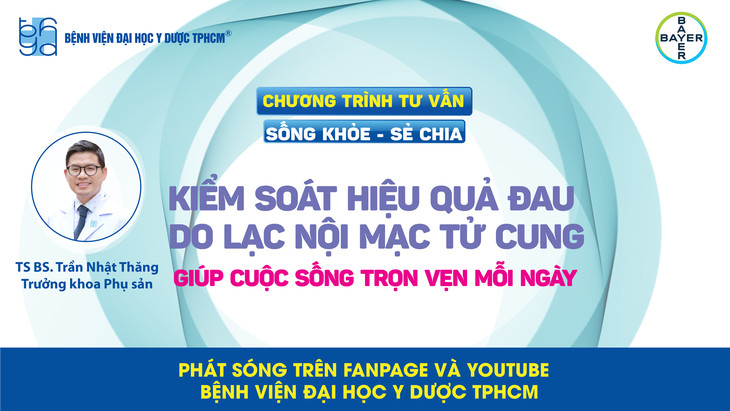 BỆNH VIỆN ĐẠI HỌC Y DƯỢC TPHCM®
BAYER
BAYER
CHƯƠNG TRÌNH TƯ VẤN
SỐNG KHỎE - SẺ CHIA
KIỂM SOÁT HIỆU QUẢ ĐAU
DO LẠC NỘI MẠC TỬ CUNG
GIÚP CUỘC SỐNG TRỌN VẸN MỖI NGÀY
TS BS. Trần Nhật Thăng
Trưởng khoa Phụ sản
PHÁT SÓNG TRÊN FANPAGE VÀ YOUTUBE
BỆNH VIỆN ĐẠI HỌC Y DƯỢC TPHCM